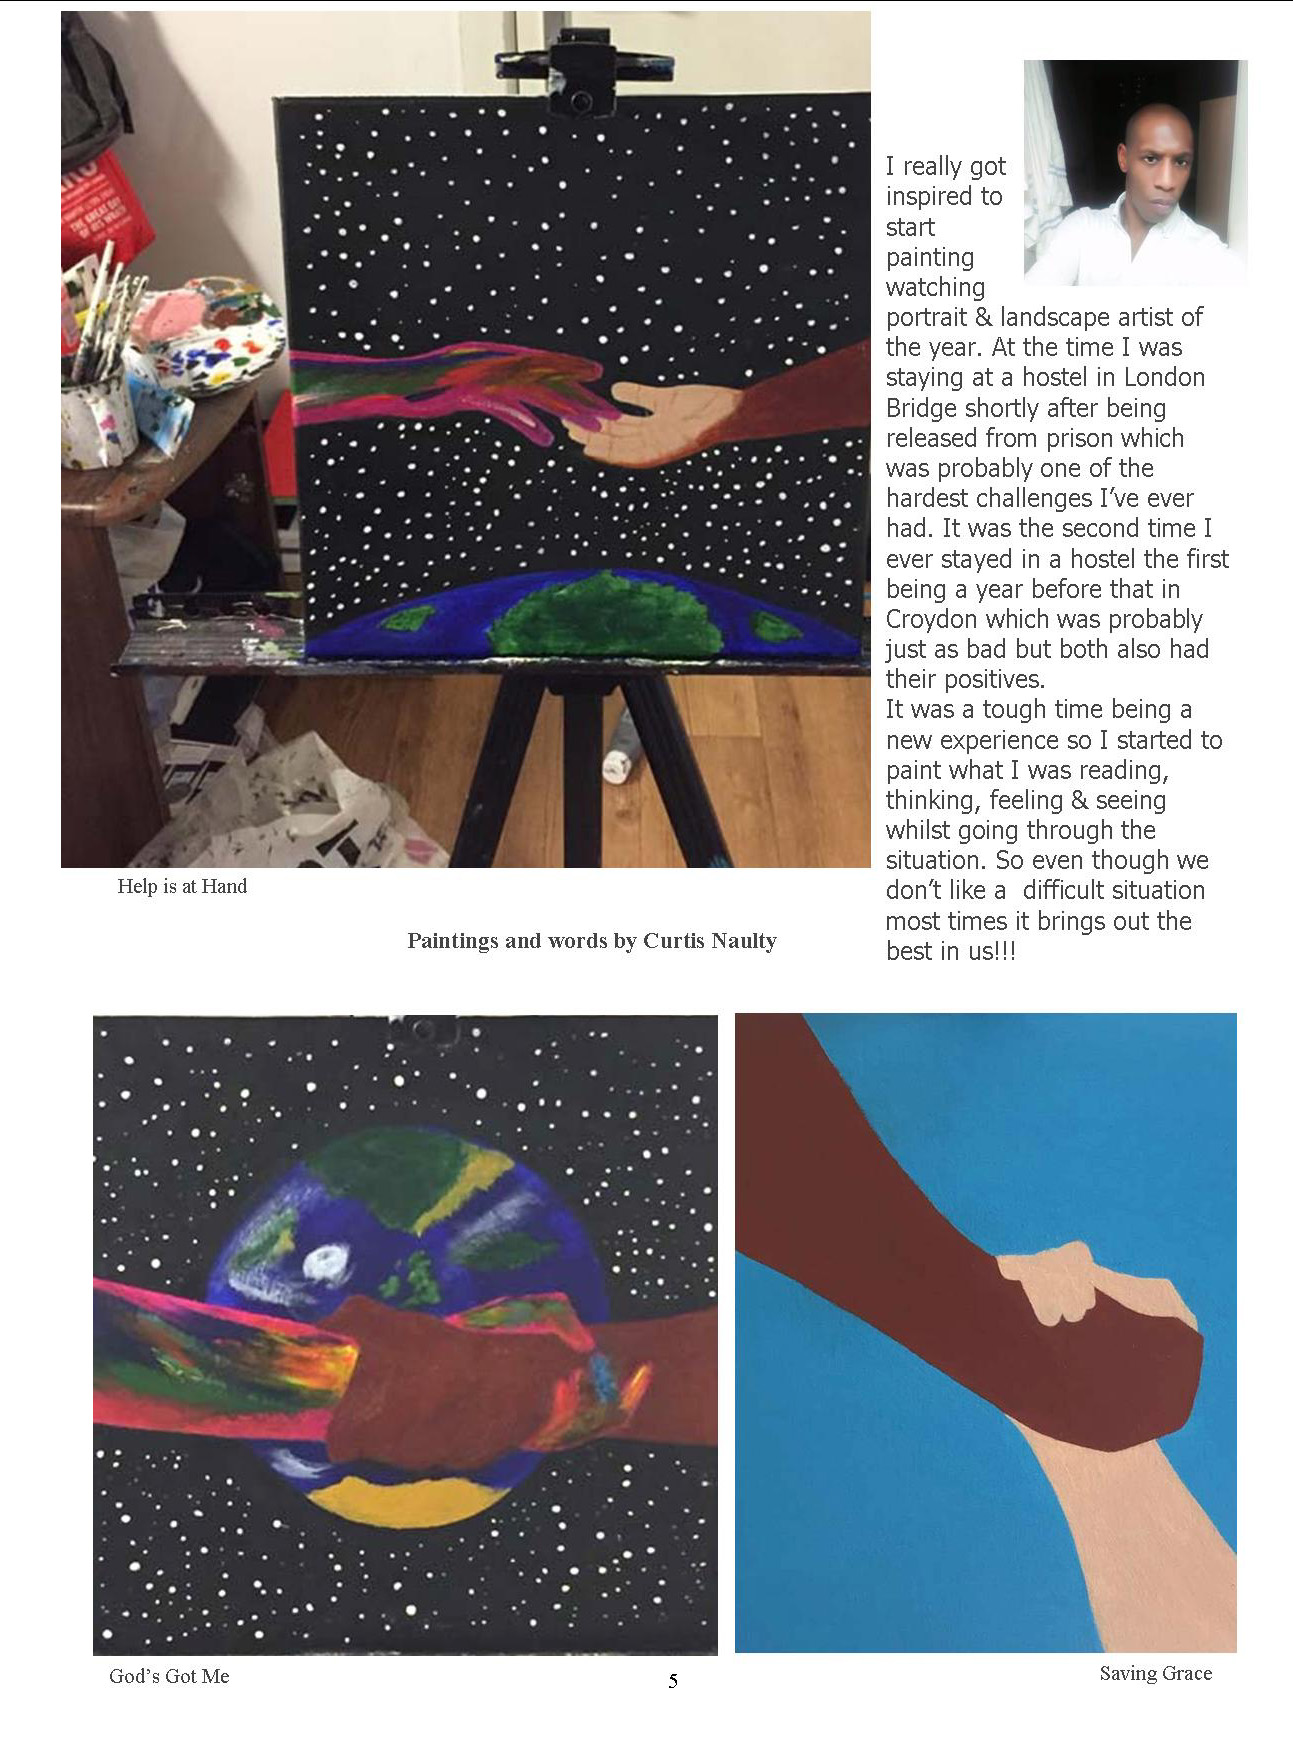 THE GREAT DAY
I really got
inspired to
start
painting
watching
portrait & landscape artist of
the year. At the time I was
staying at a hostel in London
Bridge shortly after being
released from prison which
was probably one of the
hardest challenges I’ve ever
had. It was the second time I
ever stayed in a hostel the first
being a year before that in
Croydon which was probably
just as bad but both also had
their positives.
It was a tough time being a
new experience so I started to
paint what I was reading,
thinking, feeling & seeing
whilst going through the
situation. So even though we
don’t like a  difficult situation
most times it brings out the
best in us!!!
Help is at Hand
Paintings and words by Curtis Naulty
God’s Got Me
Saving Grace
5